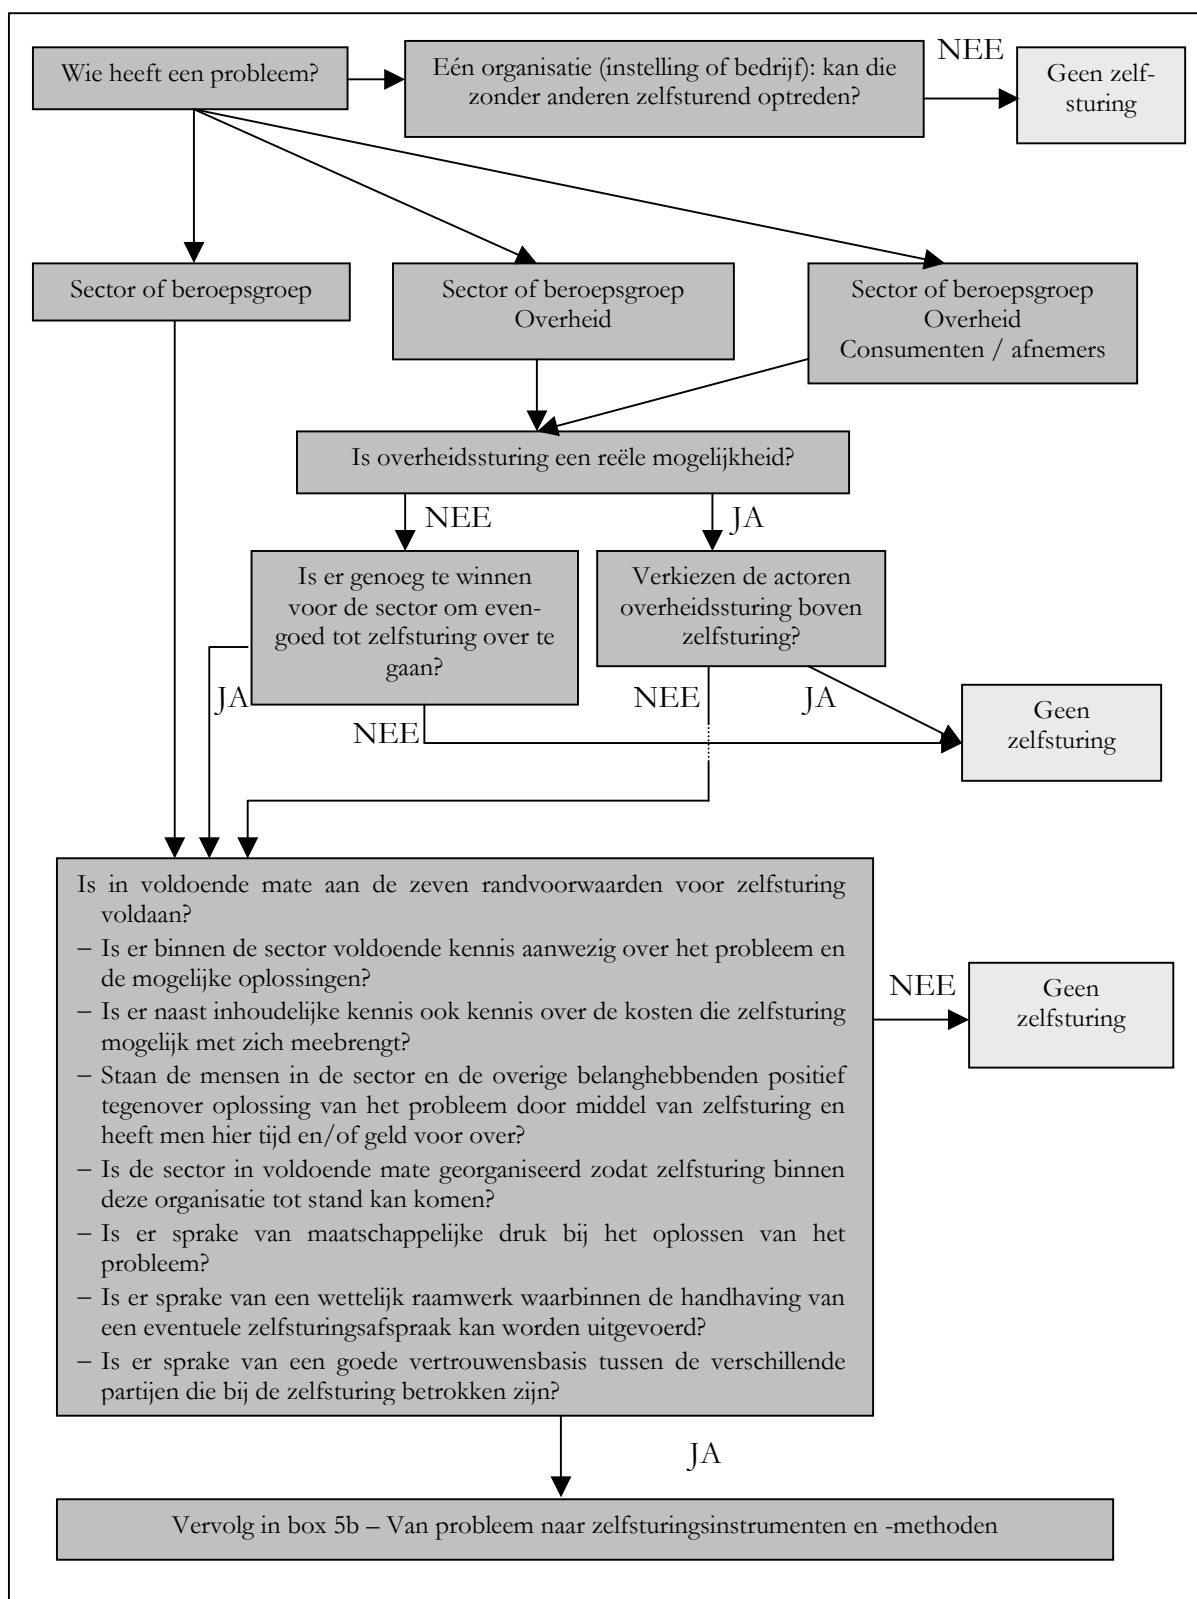 Wie heeft een probleem?
Eén organisatie (instelling of bedrijf): kan die
zonder anderen zelfsturend optreden?
NEE
Geen zelf-
sturing
Sector of beroepsgroep
Sector of beroepsgroep
Overheid
Sector of beroepsgroep
Overheid
Consumenten / afnemers
Is overheidssturing een reële mogelijkheid?
NEE
JA
Is er genoeg te winnen
voor de sector om even-
goed tot zelfsturing over te
gaan?
Verkiezen de actoren
overheidssturing boven
zelfsturing?
JA
NEE
NEE
JA
Geen
zelfsturing
Is in voldoende mate aan de zeven randvoorwaarden voor zelfsturing
voldaan?
– Is er binnen de sector voldoende kennis aanwezig over het probleem en
de mogelijke oplossingen?
– Is er naast inhoudelijke kennis ook kennis over de kosten die zelfsturing
mogelijk met zich meebrengt?
– Staan de mensen in de sector en de overige belanghebbenden positief
tegenover oplossing van het probleem door middel van zelfsturing en
heeft men hier tijd en/of geld voor over?
– Is de sector in voldoende mate georganiseerd zodat zelfsturing binnen
deze organisatie tot stand kan komen?
– Is er sprake van maatschappelijke druk bij het oplossen van het
probleem?
– Is er sprake van een wettelijk raamwerk waarbinnen de handhaving van
een eventuele zelfsturingsafspraak kan worden uitgevoerd?
– Is er sprake van een goede vertrouwensbasis tussen de verschillende
partijen die bij de zelfsturing betrokken zijn?
NEE
Geen
zelfsturing
JA
Vervolg in box 5b – Van probleem naar zelfsturingsinstrumenten en -methoden